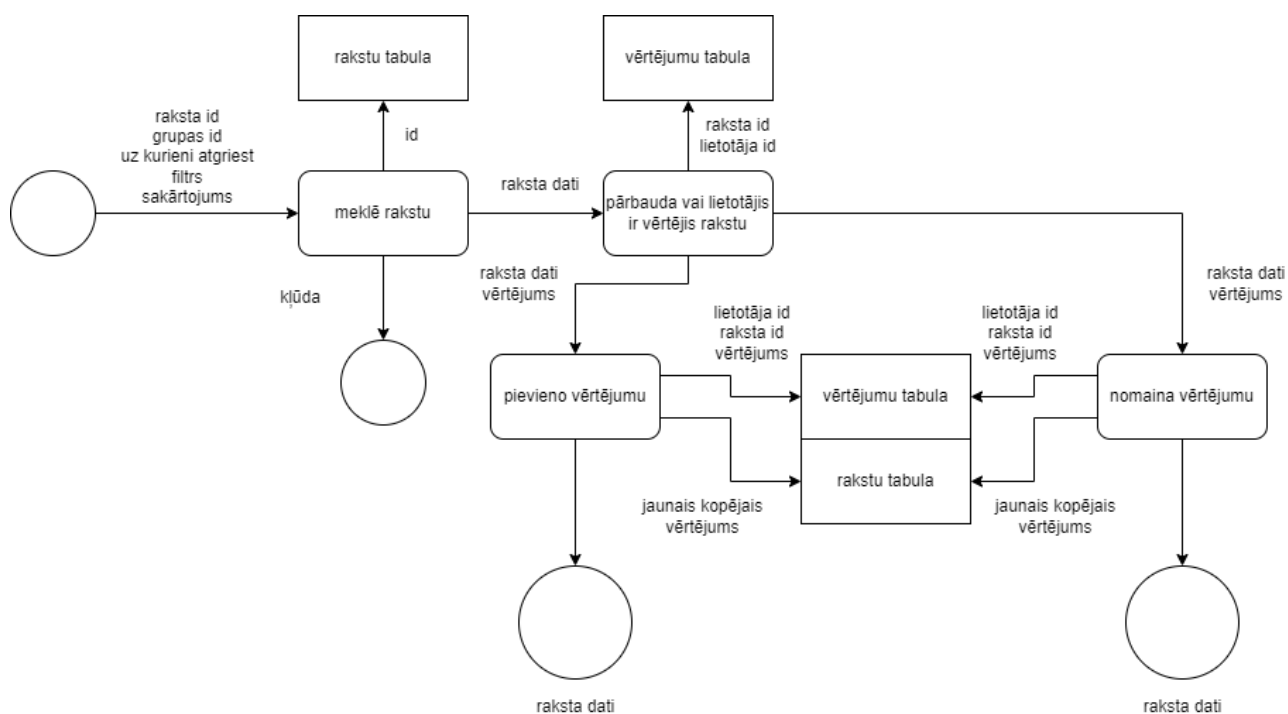 rakstu tabula
vērtējumu tabula
raksta id
grupas id
uz kurieni atgriest
filtrs
sakārtojums
id
raksta id
lietotāja id
meklē rakstu
raksta dati
pārbauda vai lietotājis
ir vērtējis rakstu
kļūda
raksta dati
vērtējums
raksta dati
vērtējums
lietotāja id
raksta id
vērtējums
lietotāja id
raksta id
vērtējums
pievieno vērtējumu
vērtējumu tabula
nomaina vērtējumu
rakstu tabula
jaunais kopējais
vērtējums
jaunais kopējais
vērtējums
raksta dati
raksta dati